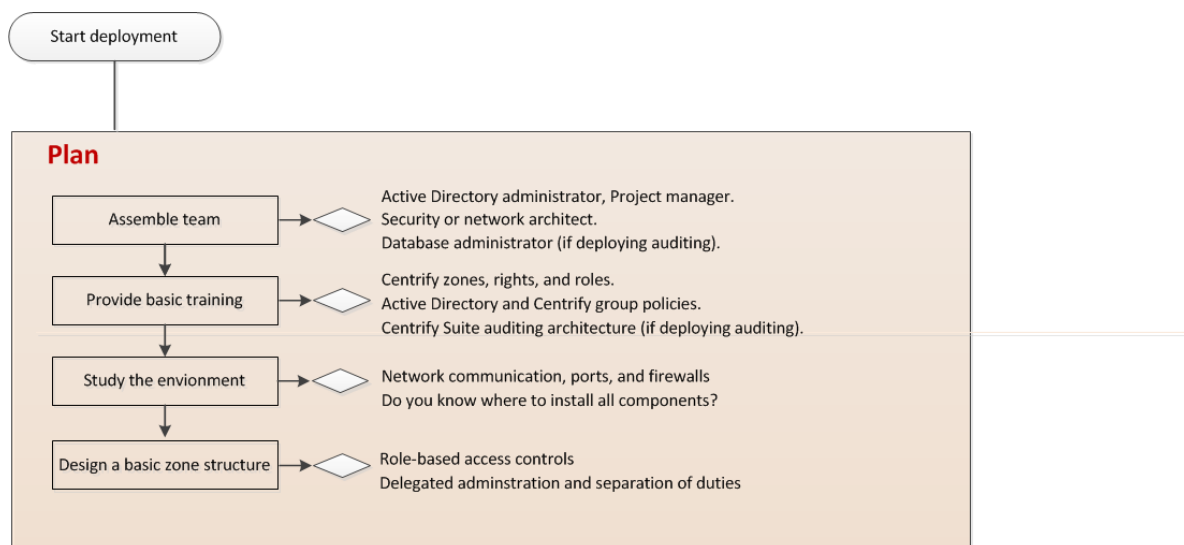 Start deployment
Plan
Assemble team
Active Directory administrator, Project manager.
Security or network architect.
Database administrator (if deploying auditing).
Provide basic training
Centrify zones, rights, and roles.
Active Directory and Centrify group policies.
Centrify Suite auditing architecture (if deploying auditing).
Study the envionment
Network communication, ports, and firewalls
Do you know where to install all components?
Design a basic zone structure
Role-based access controls
Delegated adminstration and separation of duties